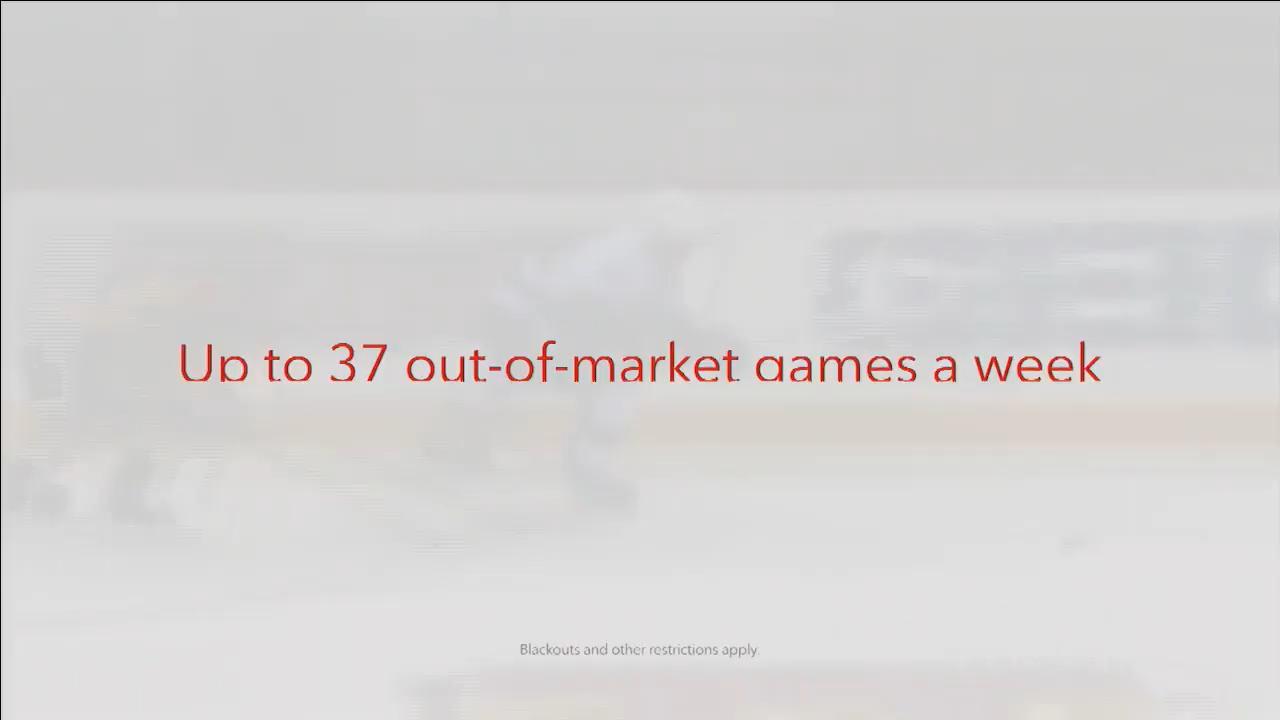 Up to 37 out-of-market games a week
Blackouts and other restrictions apply.